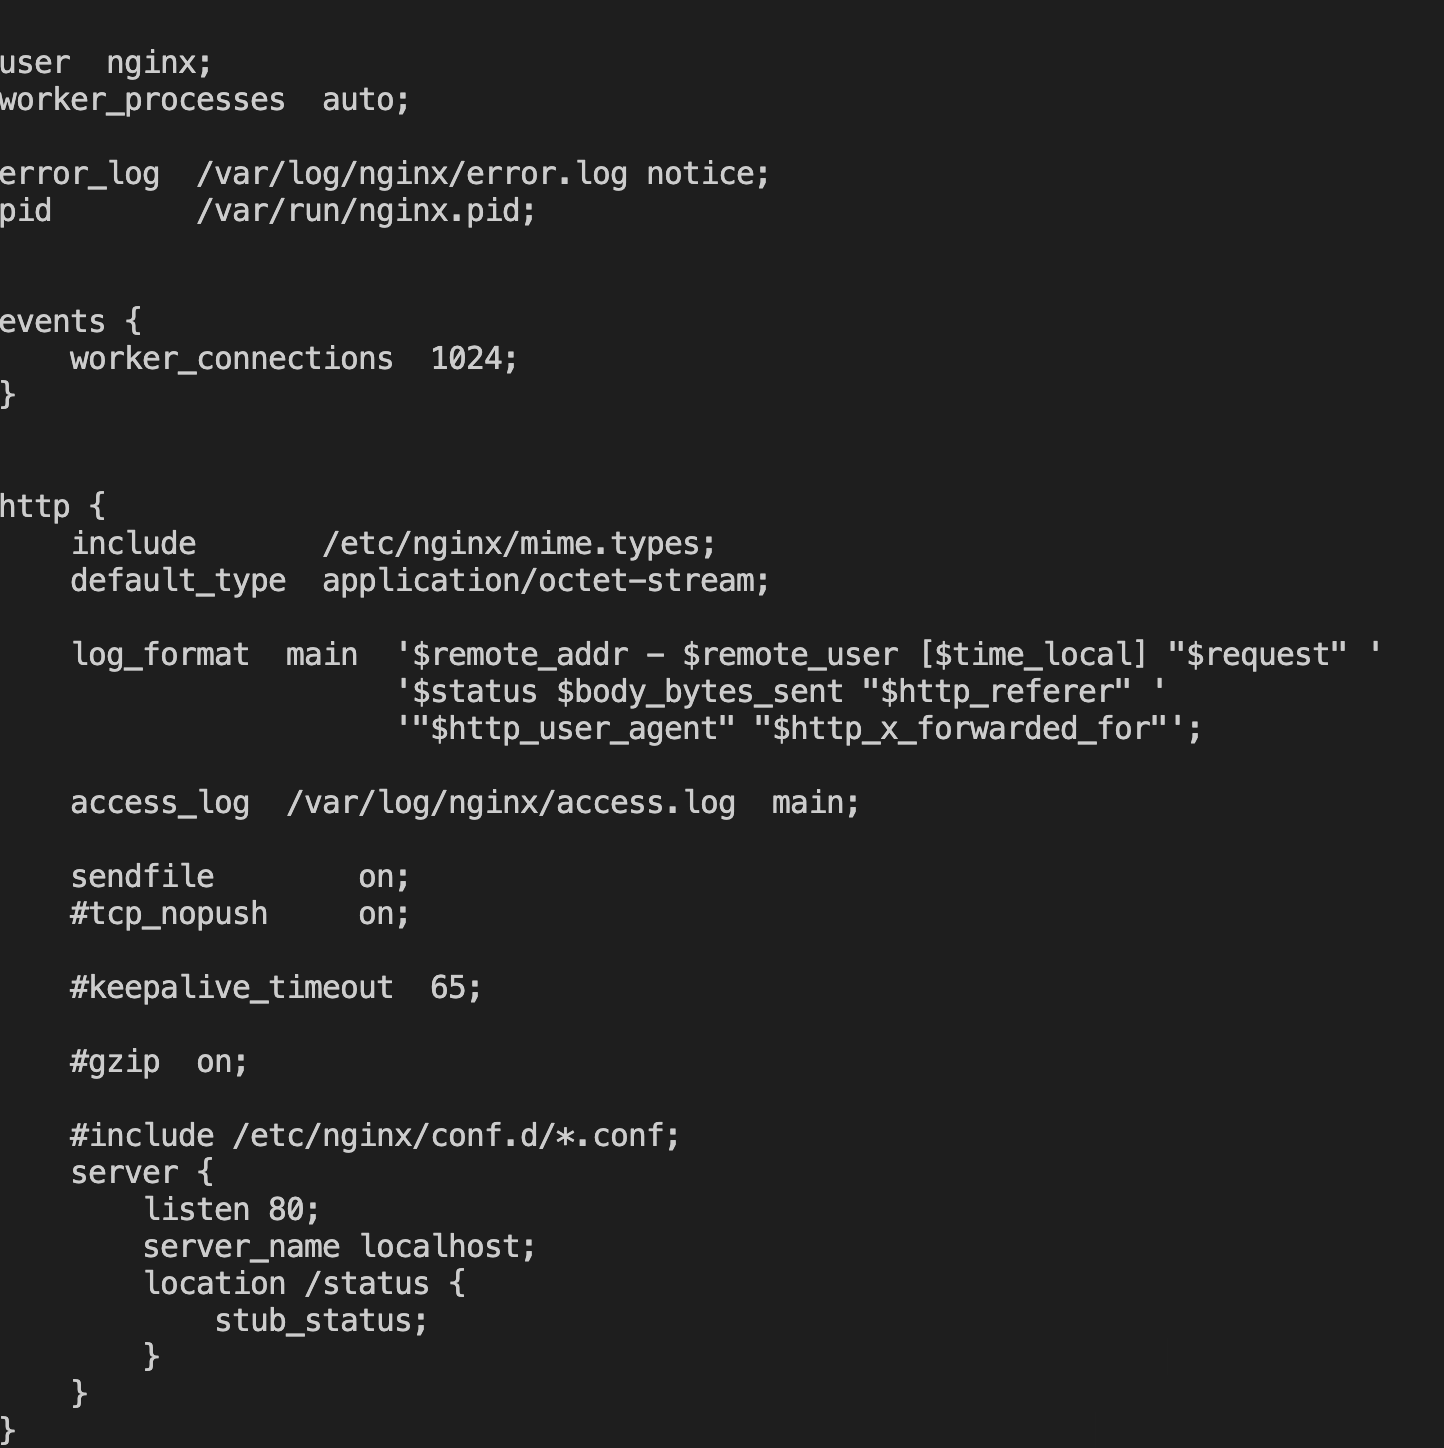 user  nginx;
worker_processes  auto;
error_log  /var/log/nginx/error.log notice;
pid        /var/run/nginx.pid;
events {
    worker_connections  1024;
}
http {
    include       /etc/nginx/mime.types;
    default_type  application/octet-stream;
    log_format  main  '$remote_addr - $remote_user [$time_local] "$request" '
                      '$status $body_bytes_sent "$http_referer" '
                      '"$http_user_agent" "$http_x_forwarded_for"';
    access_log  /var/log/nginx/access.log  main;
    sendfile        on;
    #tcp_nopush     on;
    #keepalive_timeout  65;
    #gzip  on;
    #include /etc/nginx/conf.d/*.conf;
    server {
        listen 80;
        server_name localhost;
        location /status {
            stub_status;
        }
    }
}